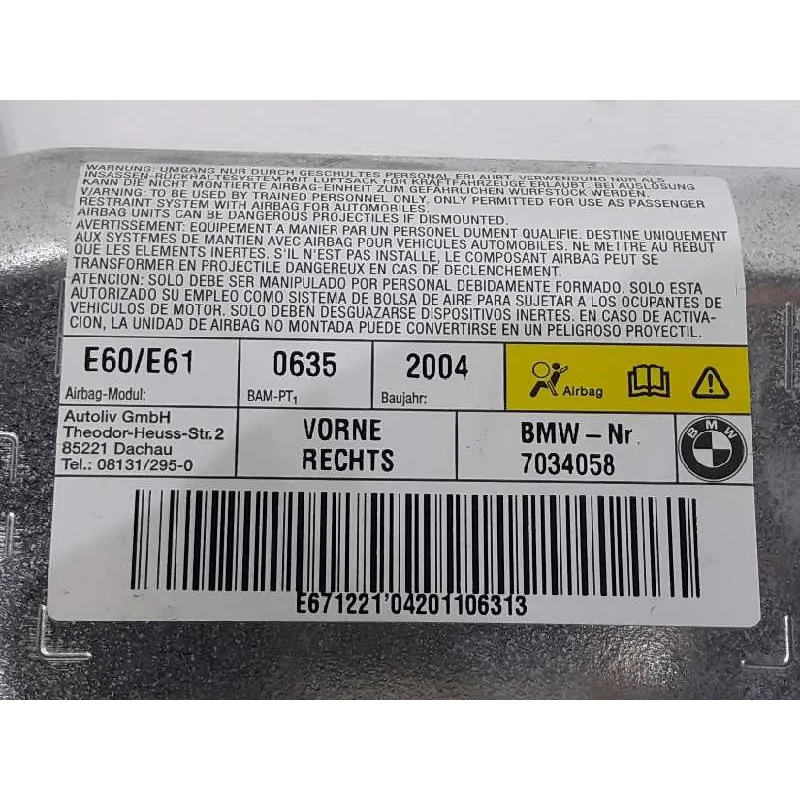 WARNUNG: UMGANG NUR DURCH GESCHULTES PERSONAL ERLAUBT. VERWENDUNG NUR ALS
INSASSEN-RÜCKHALTESYSTEM MIT LUFTSACK FÜR KRAFTFAHRZEUGE ERLAUBT. BEI AUSLÖSUNG
KANN DIE NICHT MONTIERTE AIRBAG-EINHEIT ZUM GEFÄHRLICHEN WURFSTÜCK WERDEN.
WARNING: TO BE USED BY TRAINED PERSONNEL ONLY. ONLY PERMITTED FOR USE AS PASSENGER
RESTRAINT SYSTEM WITH AIRBAG FOR AUTOMOBILES.
AIRBAG UNITS CAN BE DANGEROUS PROJECTILES IF DISMOUNTED.
AVERTISSEMENT: EQUIPEMENT A MANIER PAR UN PERSONEL DUMENT QUALIFIE. DESTINE UNIQUEMENT
AUX SYSTEMES DE MANTIEN AVEC AIRBAG POUR VEHICULES AUTOMOBILES. NE METTRE AU REBUT
QUE LES ELEMENTS INERTES. S'IL N'EST PAS INSTALLE, LE COMPOSANT AIRBAG PEUT SE
TRANSFORMER EN PROJECTILE DANGEREUX EN CAS DE DECLENCHEMENT.
ATENCION: SOLO DEBE SER MANIPULADO POR PERSONAL DEBIDAMENTE FORMADO. SOLO ESTA
AUTORIZADO SU EMPLEO COMO SISTEMA DE BOLSA DE AIRE PARA SUJETAR A LOS OCUPANTES DE
VEHICULOS DE MOTOR. SOLO DEBEN DESGUAZARSE DISPOSITIVOS INERTES. EN CASO DE ACTIVA-
CION, LA UNIDAD DE AIRBAG NO MONTADA PUEDE CONVERTIRSE EN UN PELIGROSO PROYECTIL.
E60/E61 0635 2004
Airbag-Modul: BAM-PT1 Baujahr: Airbag
Autoliv GmbH
Theodor-Heuss-Str. 2
85221 Dachau
Tel.: 08131/295-0
VORNE
RECHTS
BMW-Nr.
7034058
BMW
E671221'04201106313